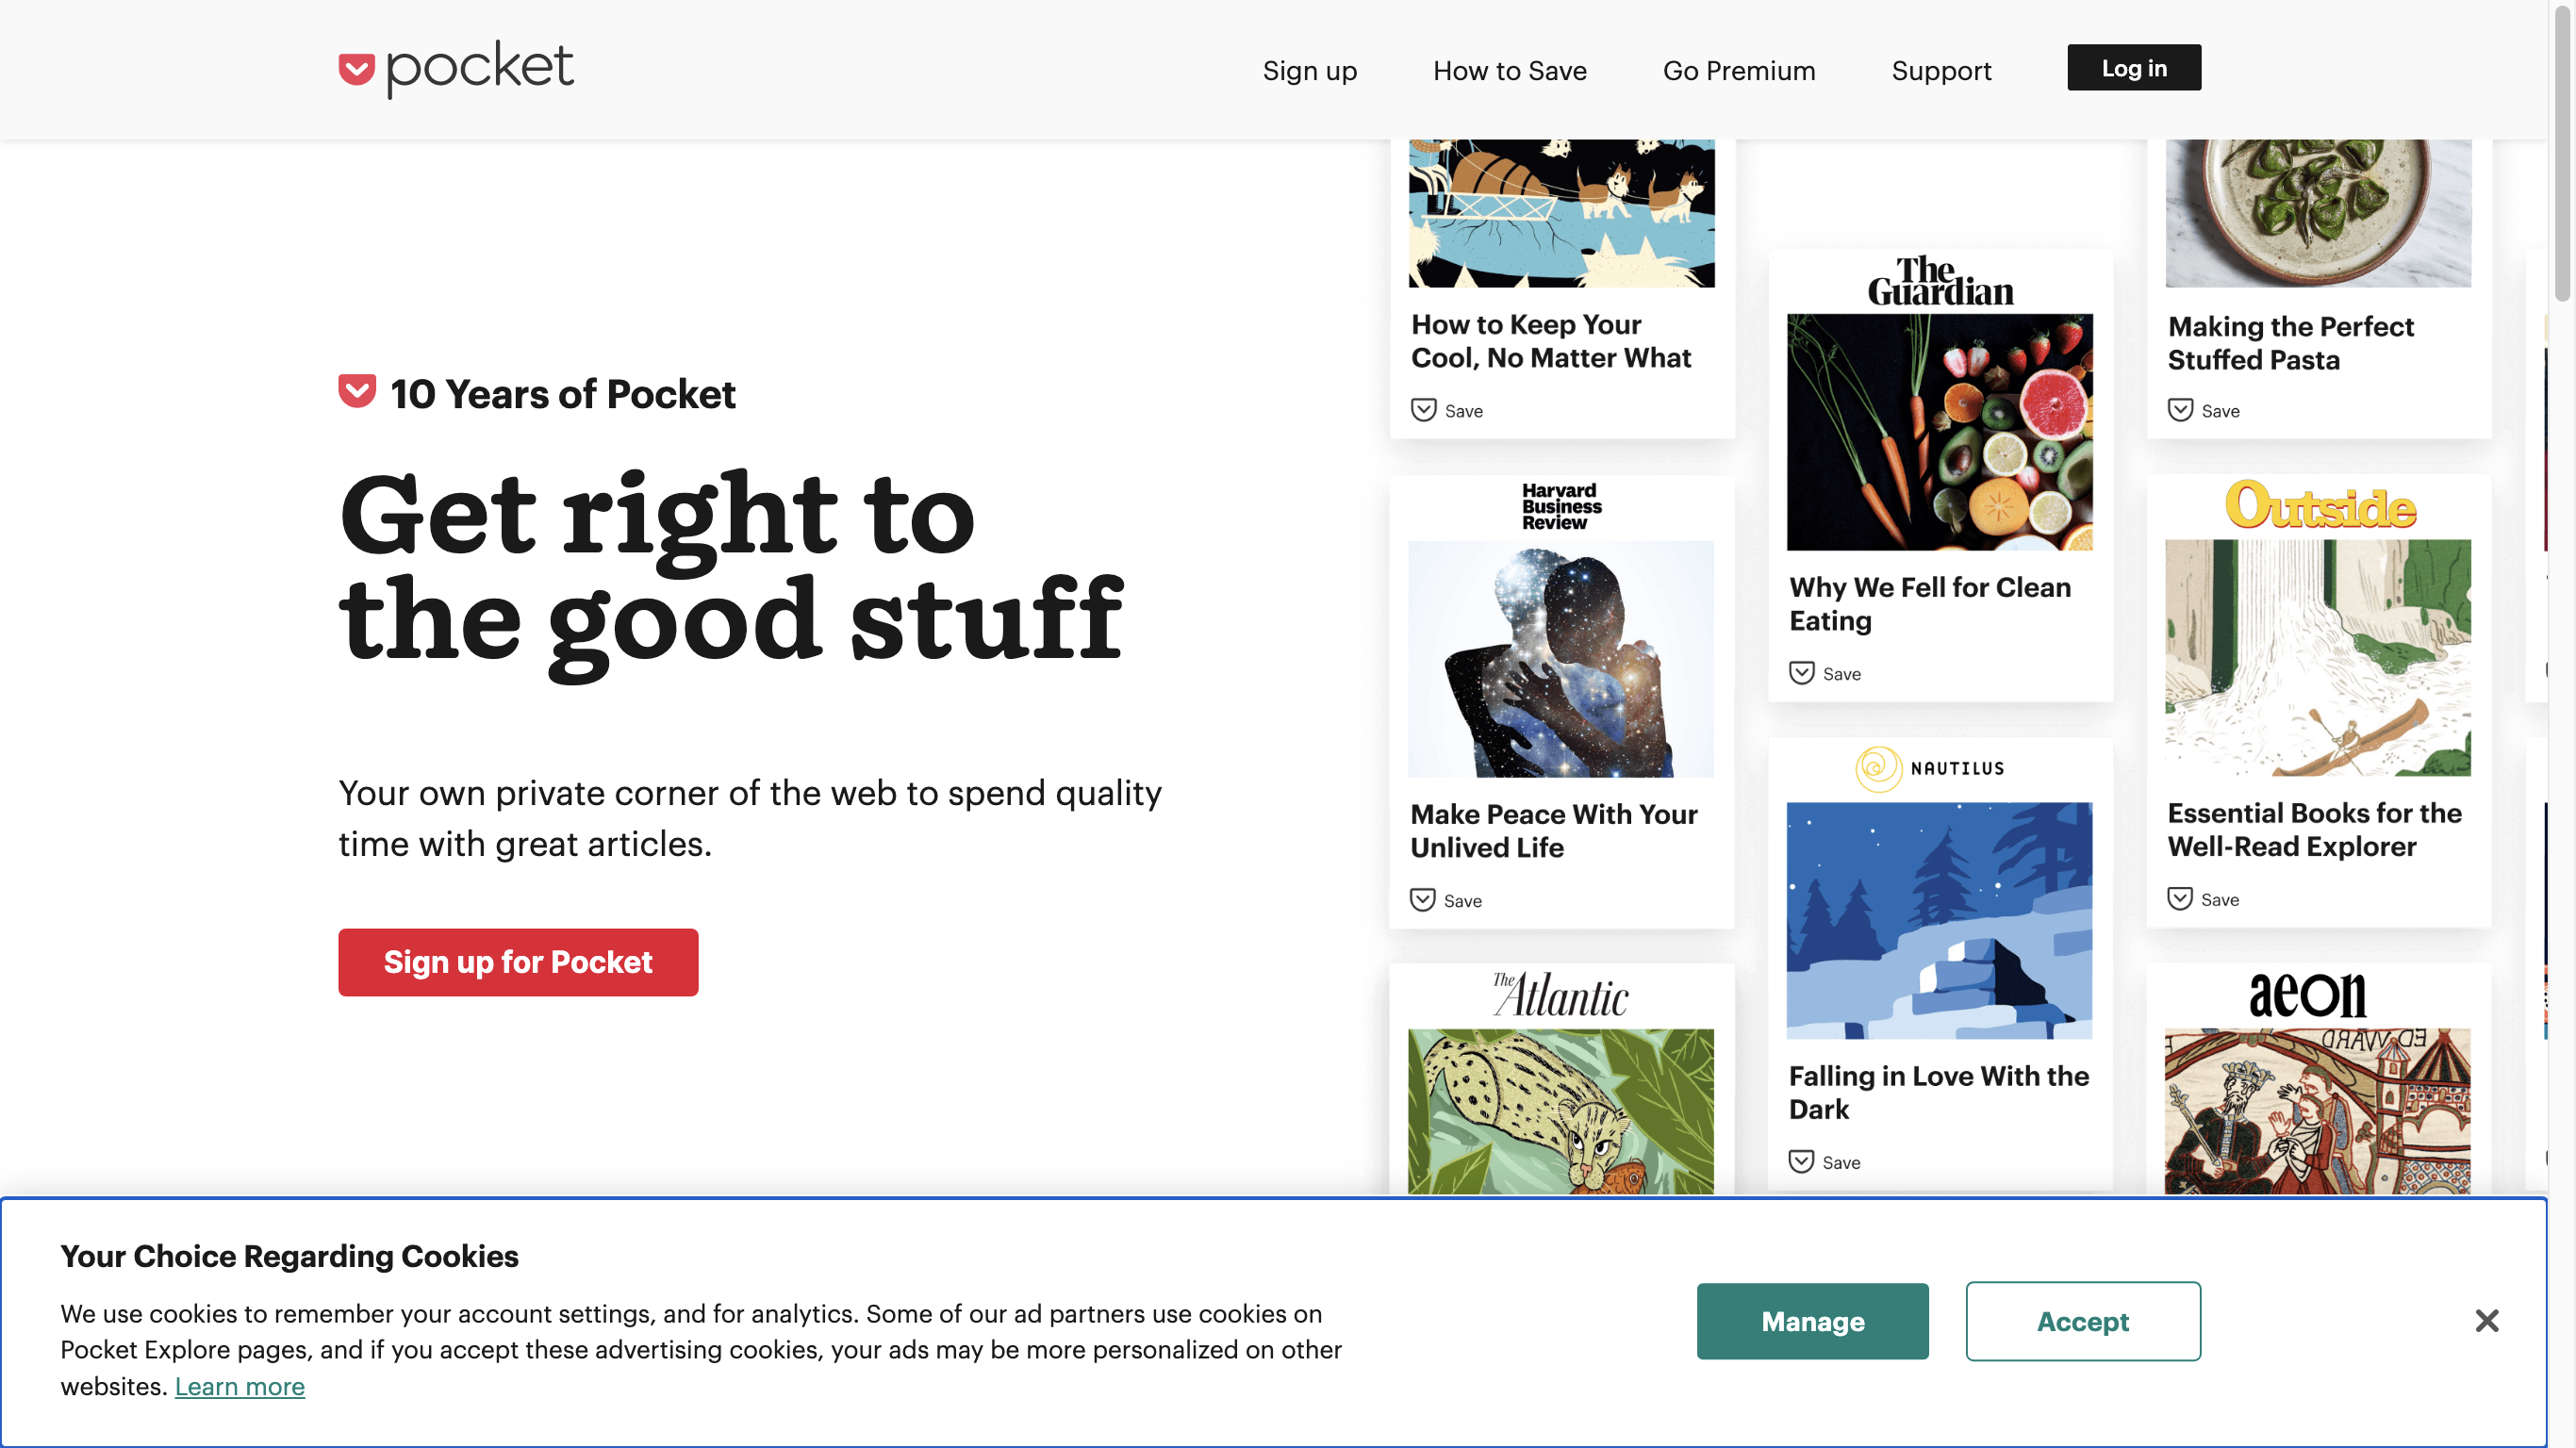 pocket
Sign up
How to Save
Go Premium
Support
Log in
10 Years of Pocket
Get right to
the good stuff
Your own private corner of the web to spend quality
time with great articles.
Sign up for Pocket
How to Keep Your
Cool, No Matter What
Save
Harvard
Business
Review
Make Peace With Your
Unlived Life
Save
The
Atlantic
The
Guardian
Why We Fell for Clean
Eating
Save
NAUTILUS
Falling in Love With the
Dark
Save
Making the Perfect
Stuffed Pasta
Save
Outside
Essential Books for the
Well-Read Explorer
Save
aeon
Your Choice Regarding Cookies
We use cookies to remember your account settings, and for analytics. Some of our ad partners use cookies on
Pocket Explore pages, and if you accept these advertising cookies, your ads may be more personalized on other
websites. Learn more
Manage
Accept